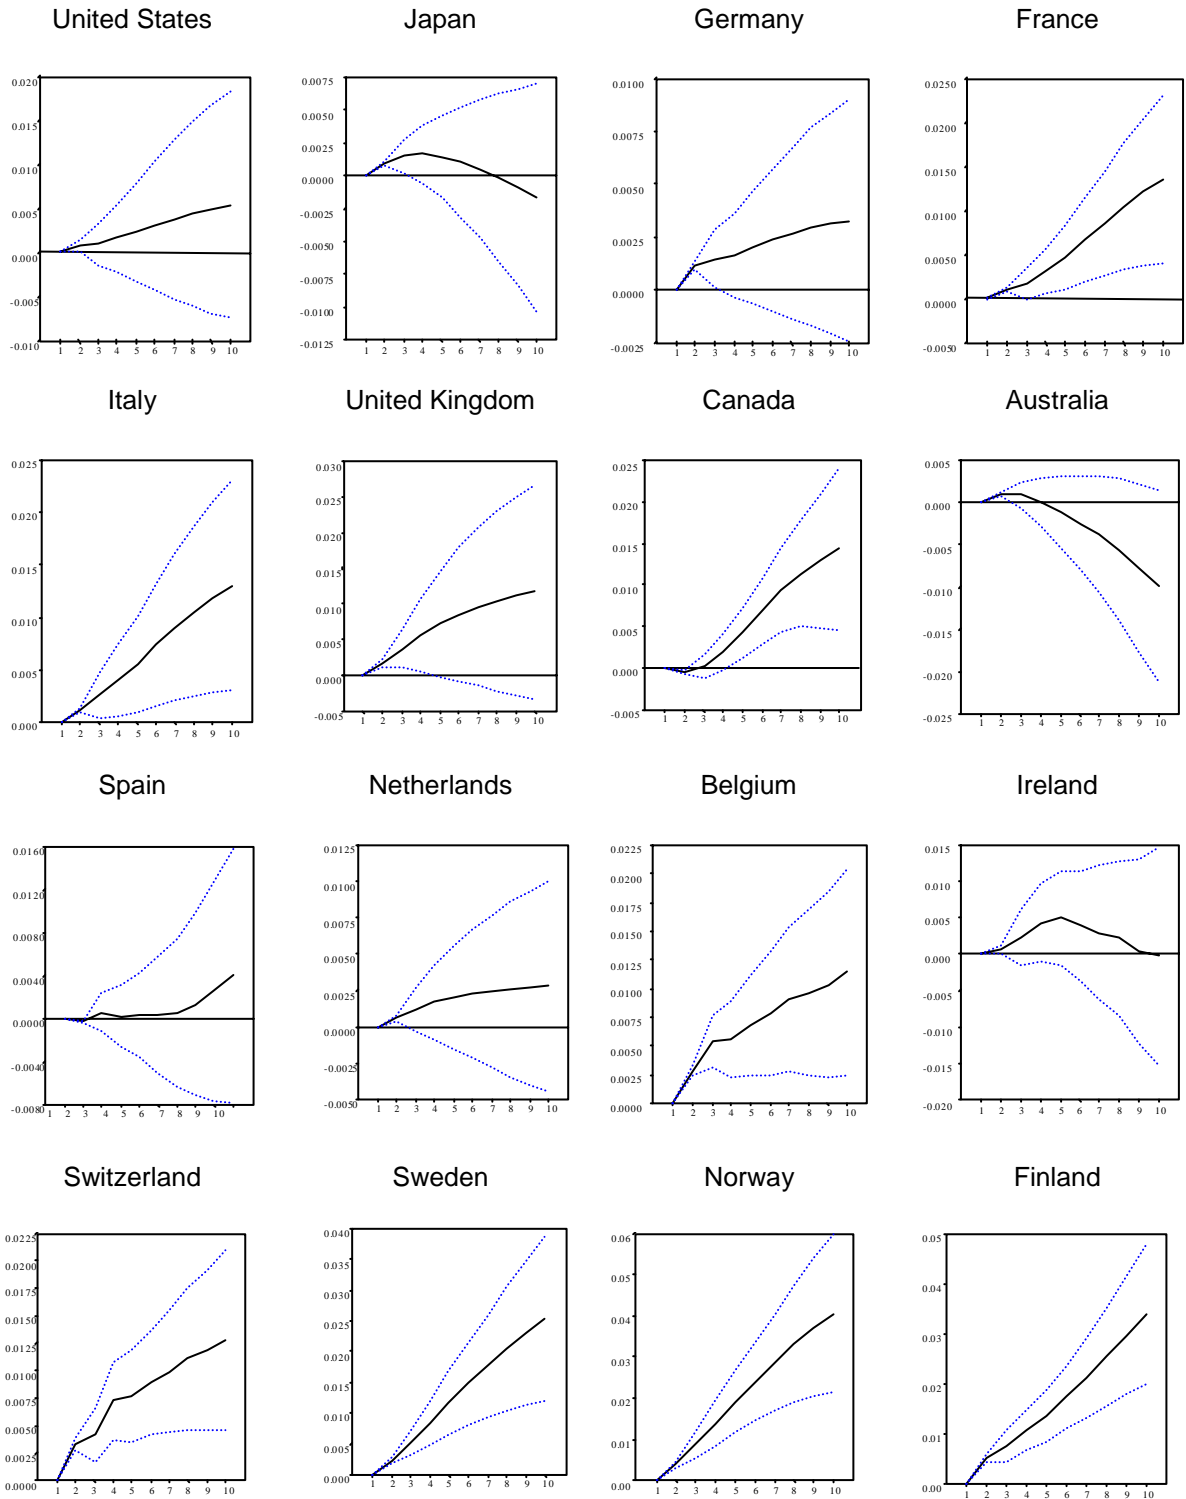 United States Japan Germany France
0.020 0.015 0.010 0.005 0.000 -0.005 -0.010
1 2 3 4 5 6 7 8 9 10
0.0075 0.0050 0.0025 0.0000 -0.0025 -0.0050 -0.0075 -0.0100 -0.0125
1 2 3 4 5 6 7 8 9 10
0.0100 0.0075 0.0050 0.0025 0.0000 -0.0025
1 2 3 4 5 6 7 8 9 10
0.0250 0.0200 0.0150 0.0100 0.0050 0.0000 -0.0050
1 2 3 4 5 6 7 8 9 10
Italy United Kingdom Canada Australia
0.025 0.020 0.015 0.010 0.005 0.000
1 2 3 4 5 6 7 8 9 10
0.030 0.025 0.020 0.015 0.010 0.005 0.000 -0.005
1 2 3 4 5 6 7 8 9 10
0.025 0.020 0.015 0.010 0.005 0.000 -0.005
1 2 3 4 5 6 7 8 9 10
0.005 0.000 -0.005 -0.010 -0.015 -0.020 -0.025
1 2 3 4 5 6 7 8 9 10
Spain Netherlands Belgium Ireland
0.0160 0.0120 0.0080 0.0040 0.0000 -0.0040 -0.0080
1 2 3 4 5 6 7 8 9 10
0.0125 0.0100 0.0075 0.0050 0.0025 0.0000 -0.0025 -0.0050
1 2 3 4 5 6 7 8 9 10
0.0225 0.0200 0.0175 0.0150 0.0125 0.0100 0.0075 0.0050 0.0025 0.0000
1 2 3 4 5 6 7 8 9 10
0.015 0.010 0.005 0.000 -0.005 -0.010 -0.015 -0.020
1 2 3 4 5 6 7 8 9 10
Switzerland Sweden Norway Finland
0.0225 0.0200 0.0175 0.0150 0.0125 0.0100 0.0075 0.0050 0.0025 0.0000
1 2 3 4 5 6 7 8 9 10
0.040 0.035 0.030 0.025 0.020 0.015 0.010 0.005 0.000
1 2 3 4 5 6 7 8 9 10
0.06 0.05 0.04 0.03 0.02 0.01 0.00
1 2 3 4 5 6 7 8 9 10
0.05 0.04 0.03 0.02 0.01 0.00
1 2 3 4 5 6 7 8 9 10